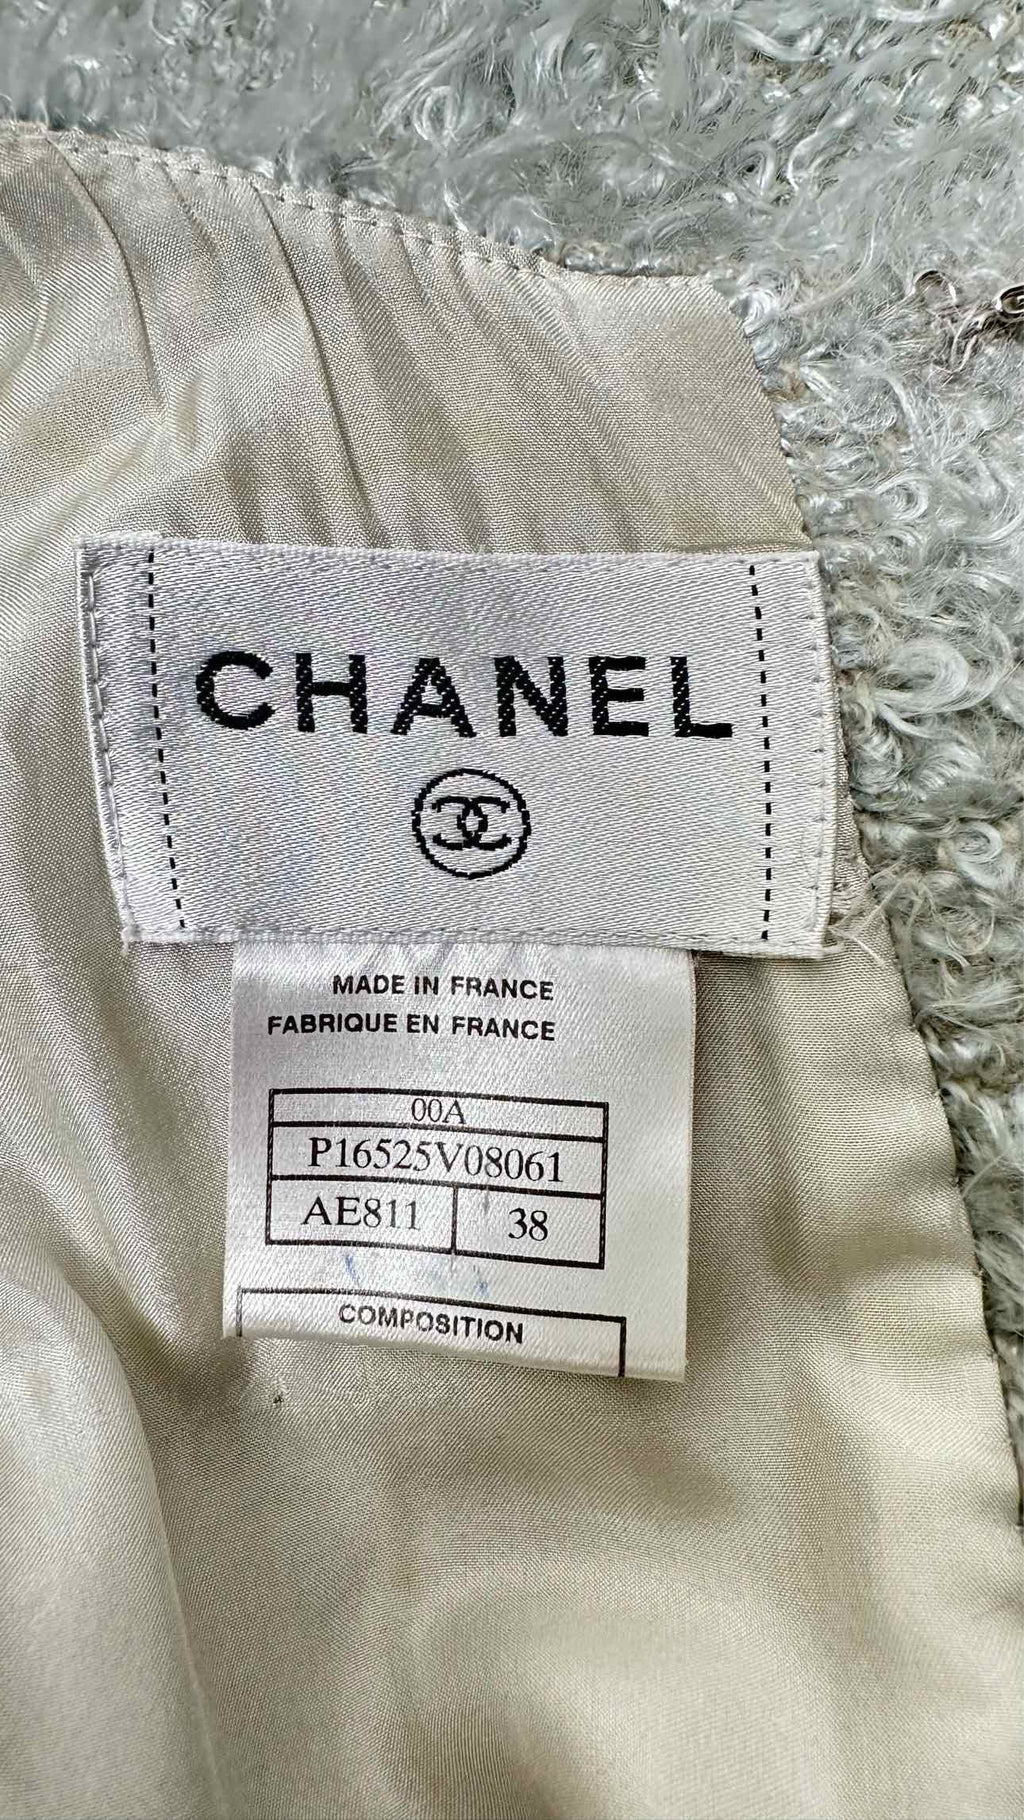 CHANEL
MADE IN FRANCE
FABRIQUE EN FRANCE
00A
P16525V08061
AE811 38
COMPOSITION